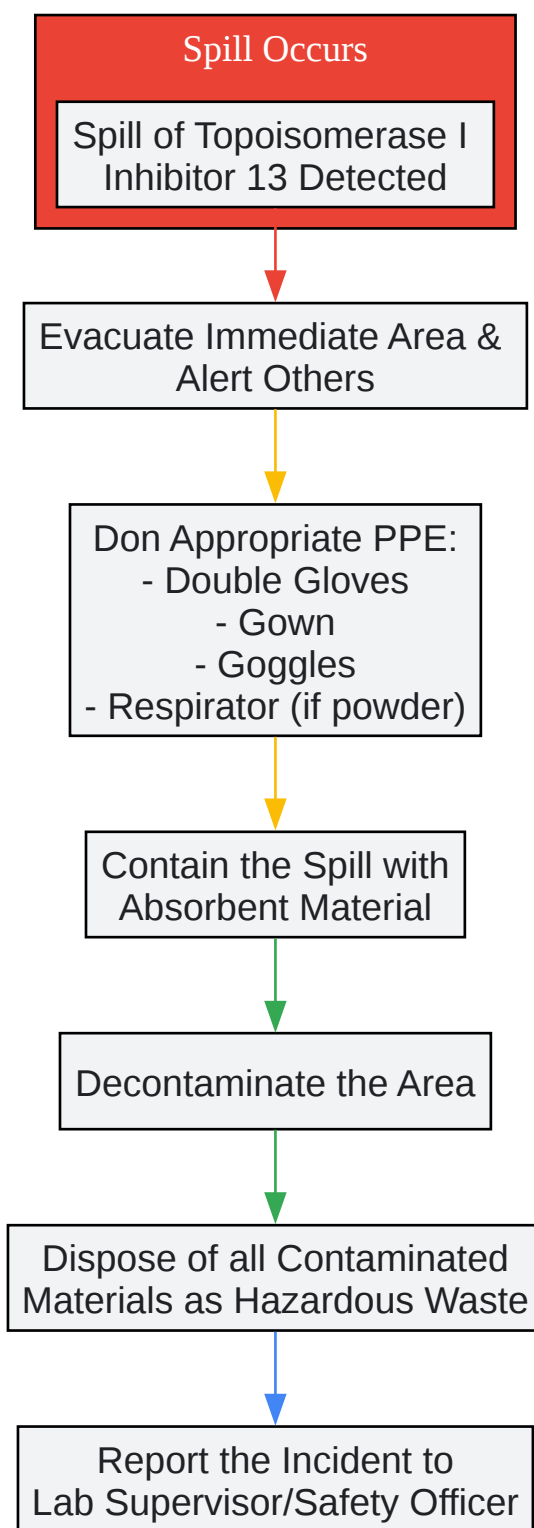 Spill Occurs
Spill of Topoisomerase I
Inhibitor 13 Detected
Evacuate Immediate Area &
Alert Others
Don Appropriate PPE:
- Double Gloves
- Gown
- Goggles
- Respirator (if powder)
Contain the Spill with
Absorbent Material
Decontaminate the Area
Dispose of all Contaminated
Materials as Hazardous Waste
Report the Incident to
Lab Supervisor/Safety Officer